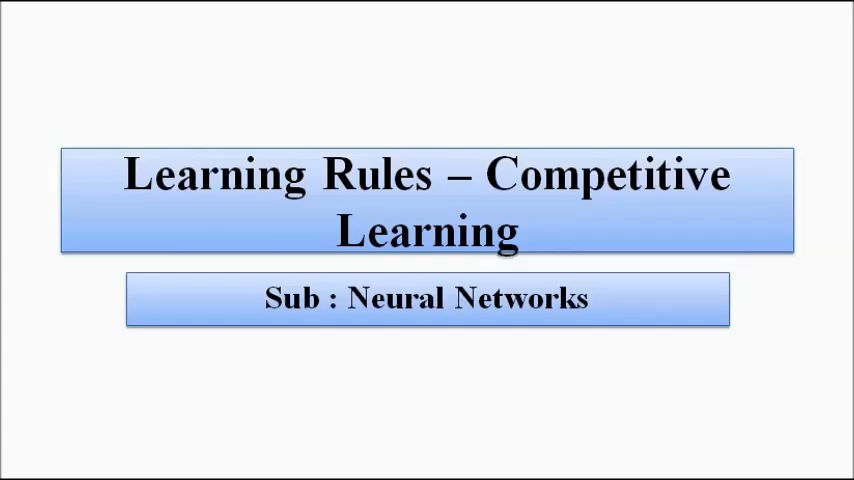 Learning Rules – Competitive
Learning
Sub : Neural Networks